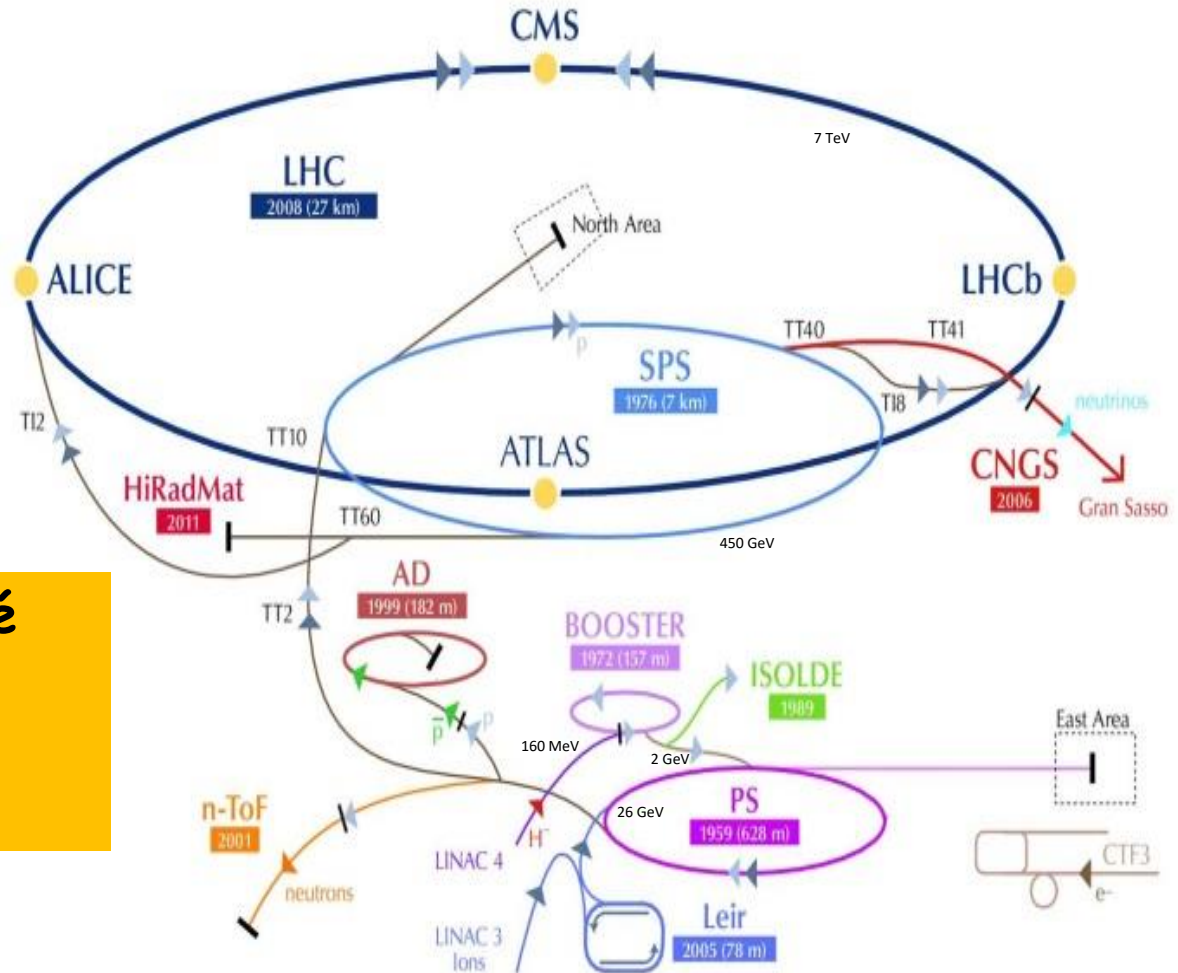 CMS
7 TeV
LHC
2008 (27 km)
North Area
ALICE
LHCb
TT40
TT41
p
SPS
1976 (7 km)
TI8
neutrinos
TI2
TT10
ATLAS
CNGS
2006
Gran Sasso
HiRadMat
2011
TT60
450 GeV
é
AD
1999 (182 m)
TT2
BOOSTER
1972 (157 m)
ISOLDE
1989
p̅
p
East Area
160 MeV
2 GeV
n-ToF
2001
26 GeV
PS
1959 (628 m)
H⁻
LINAC 4
neutrons
CTF3
e-
Leir
2005 (78 m)
LINAC 3
Ions